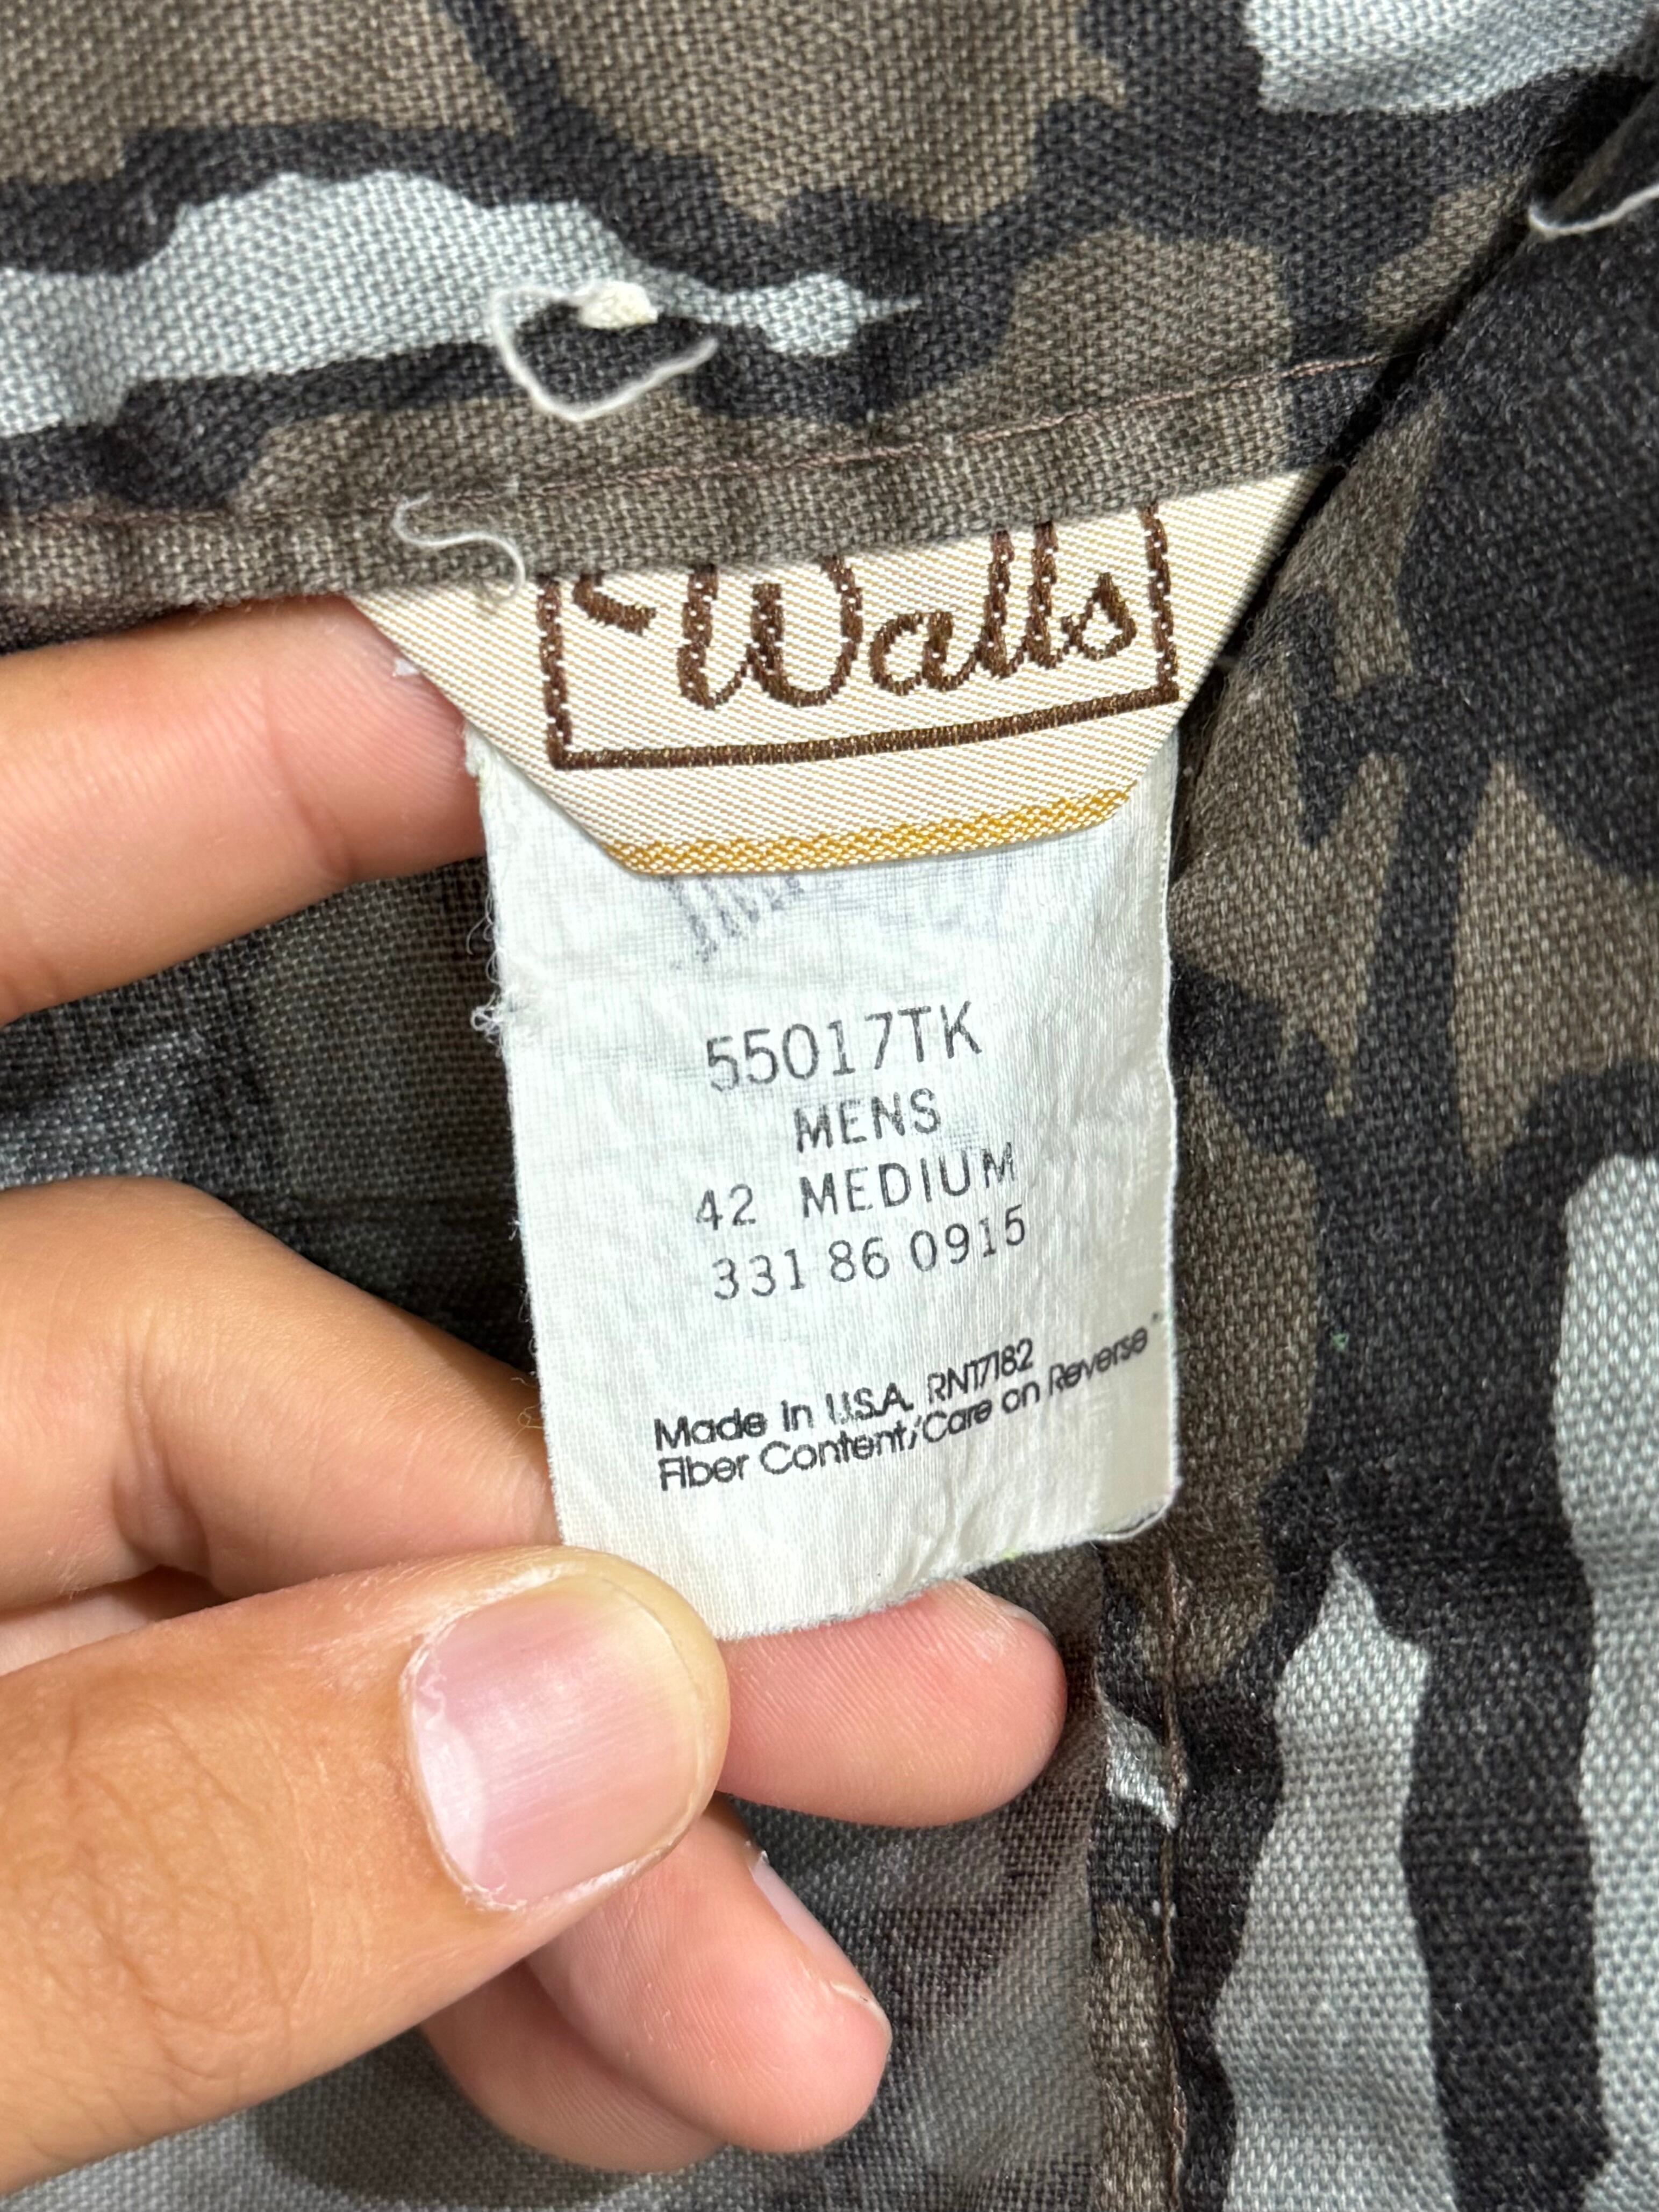 Walls
55017TK
MENS
42 MEDIUM
331 86 0915
Made in U.S.A. RN17182
Fiber Content/Care on Reverse